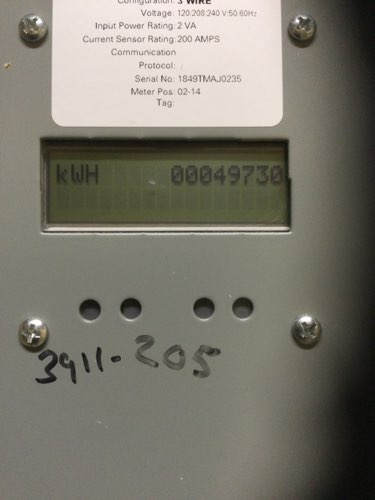 Configuration: 3 WIRE
Voltage: 120:208:240 V:50/60Hz
Input Power Rating: 2 VA
Current Sensor Rating: 200 AMPS
Communication
Protocol:
Serial No: 1849TMAJ0235
Meter Pos: 02-14
Tag:
kWH 00049730
3911-205